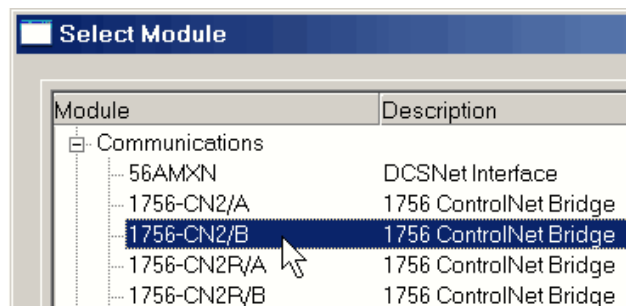 Select Module
Module Description
Communications
56AMXN DCSNet Interface
1756-CN2/A 1756 ControlNet Bridge
1756-CN2/B 1756 ControlNet Bridge
1756-CN2R/A 1756 ControlNet Bridge
1756-CN2R/B 1756 ControlNet Bridge